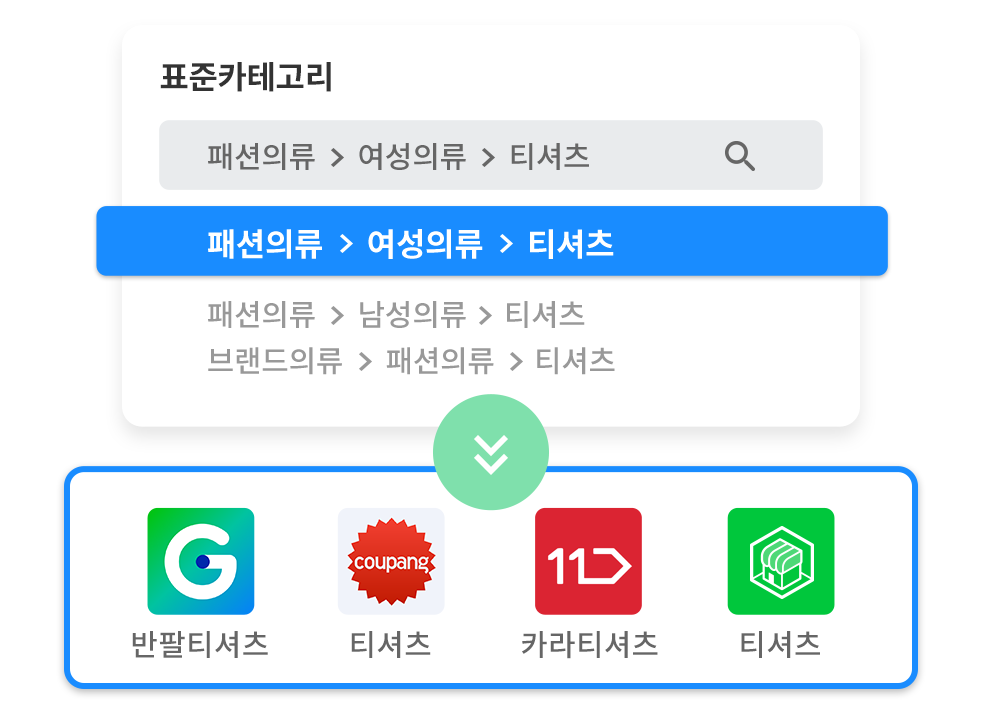 표준카테고리
패션의류 > 여성의류 > 티셔츠
패션의류 > 여성의류 > 티셔츠
패션의류 > 남성의류 > 티셔츠
브랜드의류 > 패션의류 > 티셔츠
G coupang 11
반팔티셔츠 티셔츠 카라티셔츠 티셔츠